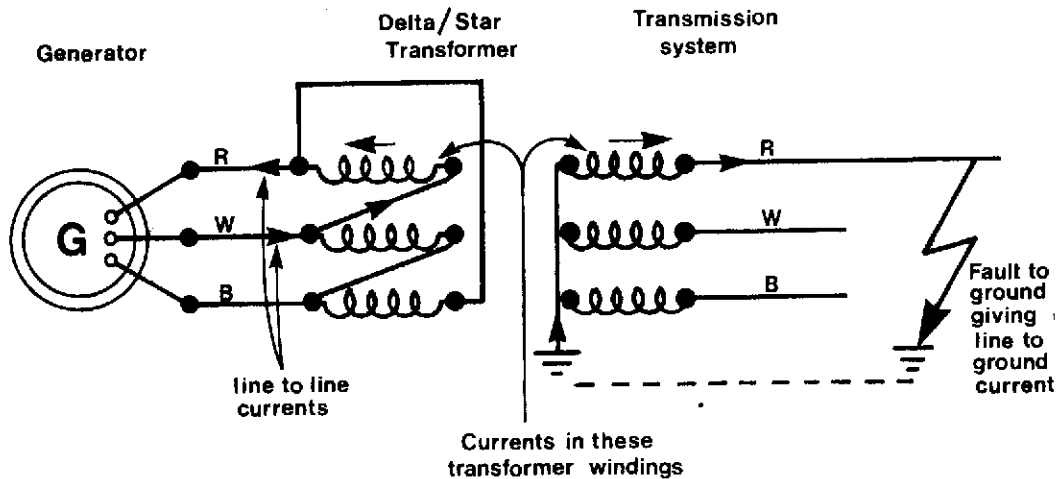 Generator
Delta/Star
Transformer
Transmission
system
R
W
B
G
R
W
B
line to line
currents
Currents in these
transformer windings
Fault to
ground
giving
line to
ground
current